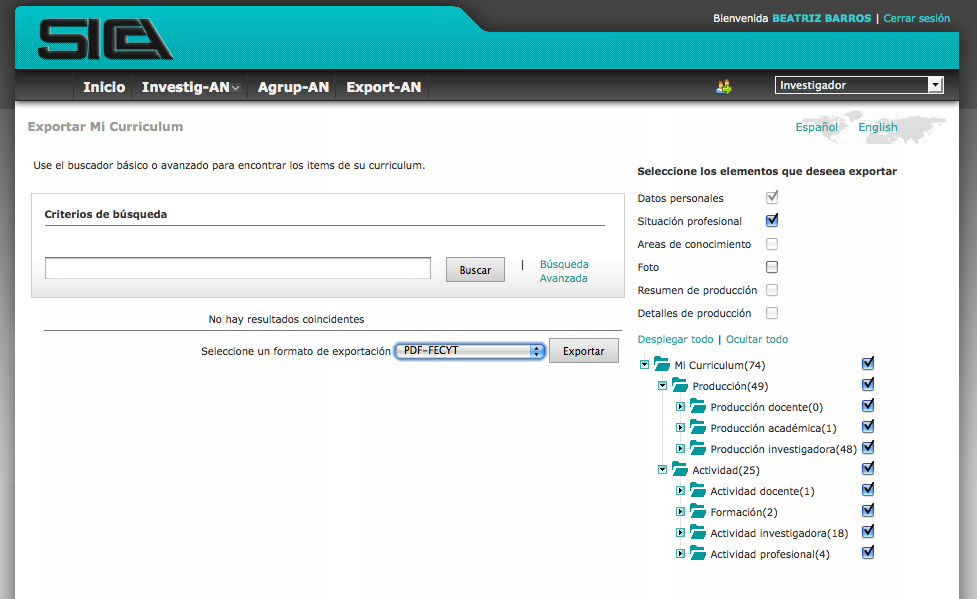 Bienvenida BEATRIZ BARROS | Cerrar sesión
SICA
Inicio Investig-AN Agrup-AN Export-AN Investigador
Exportar Mi Curriculum
Español English
Use el buscador básico o avanzado para encontrar los items de su curriculum.
Criterios de búsqueda
Buscar | Búsqueda
Avanzada
No hay resultados coincidentes
Seleccione un formato de exportación PDF-FECYT Exportar
Seleccione los elementos que deseea exportar
Datos personales
Situación profesional
Areas de conocimiento
Foto
Resumen de producción
Detalles de producción
Desplegar todo | Ocultar todo
Mi Curriculum(74)
Producción(49)
Producción docente(0)
Producción académica(1)
Producción investigadora(48)
Actividad(25)
Actividad docente(1)
Formación(2)
Actividad investigadora(18)
Actividad profesional(4)